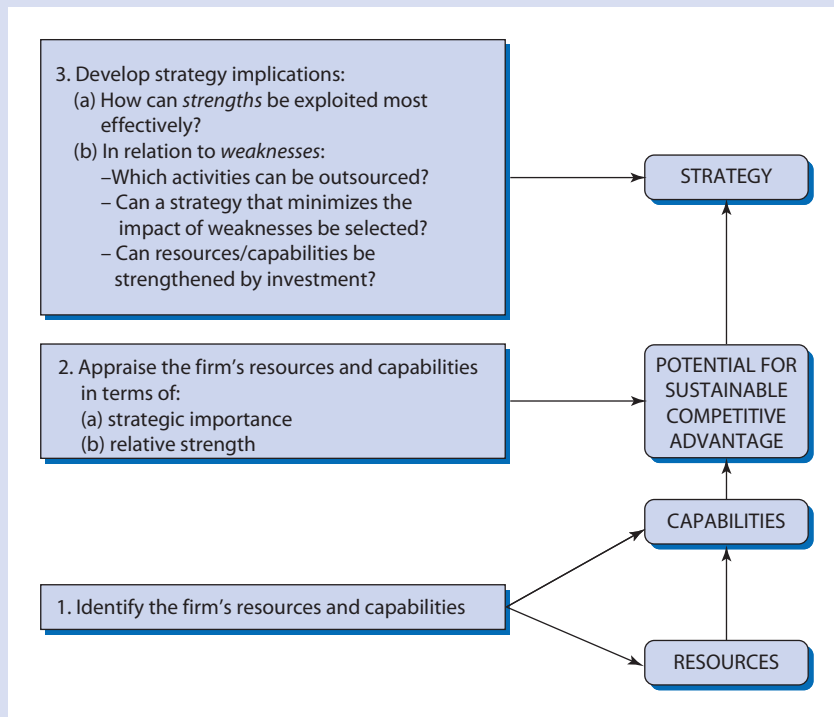 3. Develop strategy implications:
(a) How can strengths be exploited most
effectively?
(b) In relation to weaknesses:
–Which activities can be outsourced?
– Can a strategy that minimizes the
impact of weaknesses be selected?
– Can resources/capabilities be
strengthened by investment?
STRATEGY
2. Appraise the firm's resources and capabilities
in terms of:
(a) strategic importance
(b) relative strength
POTENTIAL FOR
SUSTAINABLE
COMPETITIVE
ADVANTAGE
CAPABILITIES
1. Identify the firm's resources and capabilities
RESOURCES